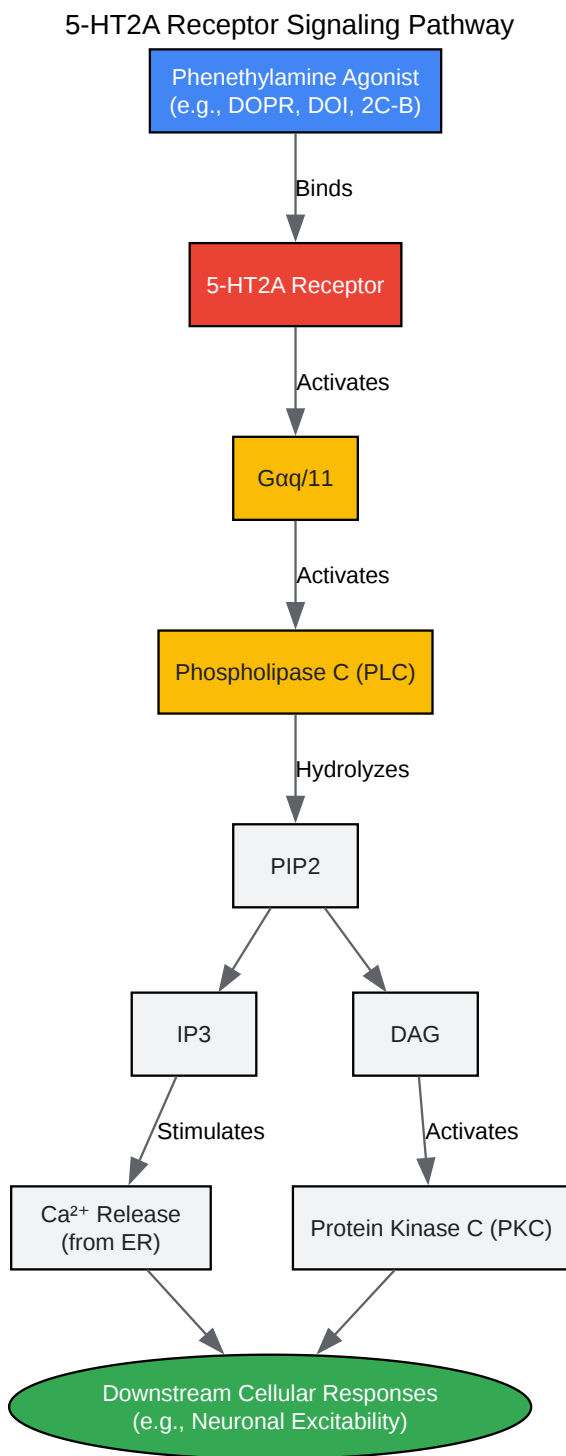 5-HT2A Receptor Signaling Pathway
Phenethylamine Agonist
(e.g., DOPR, DOI, 2C-B)
Binds
5-HT2A Receptor
Activates
Gαq/11
Activates
Phospholipase C (PLC)
Hydrolyzes
PIP2
IP3
DAG
Stimulates
Activates
Ca²⁺ Release
(from ER)
Protein Kinase C (PKC)
Downstream Cellular Responses
(e.g., Neuronal Excitability)